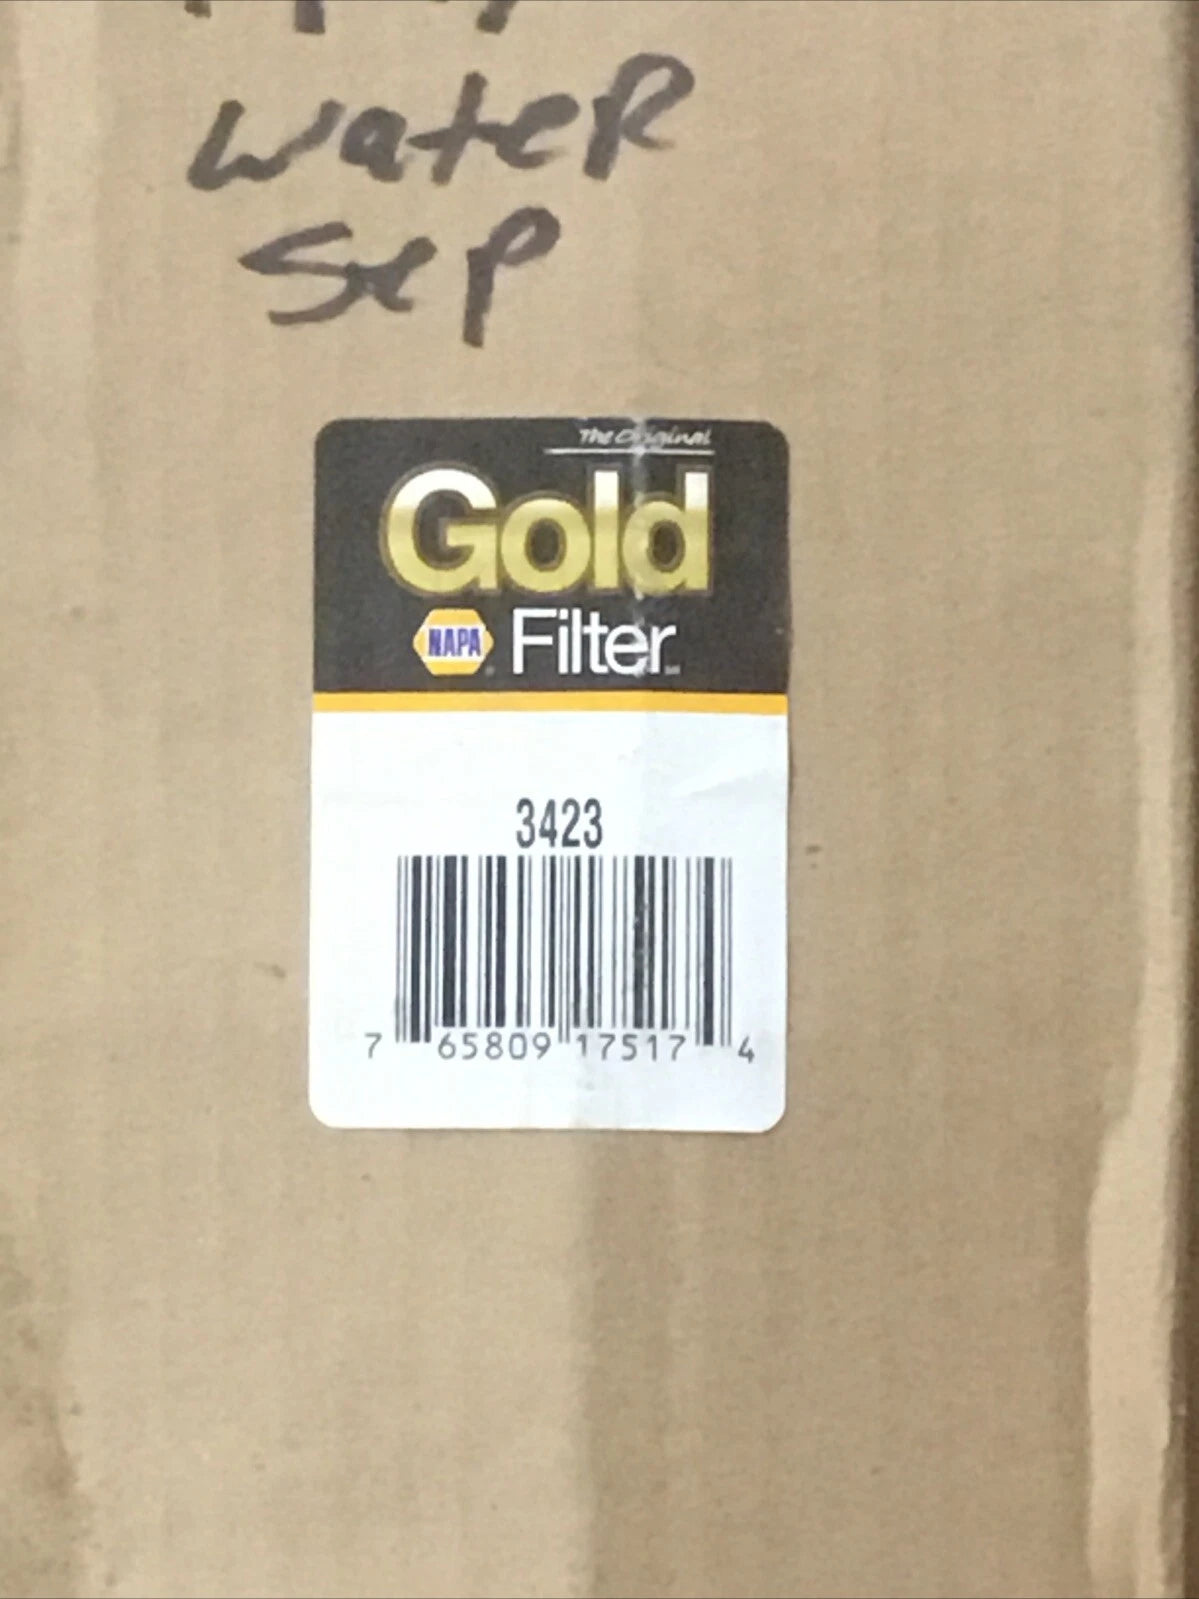 Water
Sep
The Original
Gold
NAPA Filter
3423
7 65809 17517 4